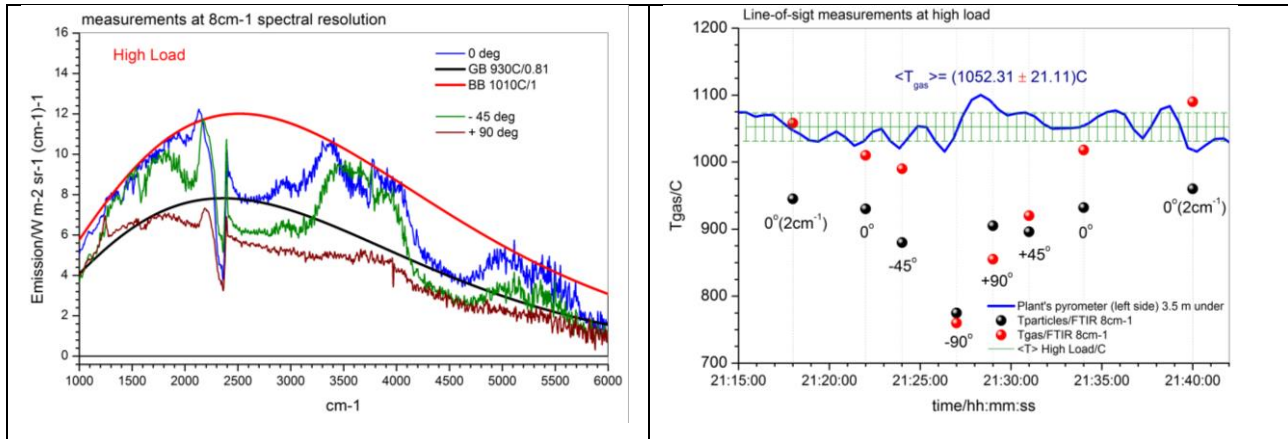 measurements at 8cm-1 spectral resolution
High Load
0 deg
GB 930C/0.81
BB 1010C/1
- 45 deg
+ 90 deg
16
14
12
10
8
6
4
2
0
Emission/W m-2 sr-1 (cm-1)-1
1000 2000 3000 4000 5000 6000
cm-1
Line-of-sigt measurements at high load
<Tgas>= (1052.31 ± 21.11)C
1200
1100
1000
900
800
700
Tgas/C
0°(2cm-1)
0°
-45°
-90°
+90°
+45°
0°
0°(2cm-1)
Plant's pyrometer (left side) 3.5 m under
Tparticles/FTIR 8cm-1
Tgas/FTIR 8cm-1
<T> High Load/C
21:15:00 21:20:00 21:25:00 21:30:00 21:35:00 21:40:00
time/hh:mm:ss